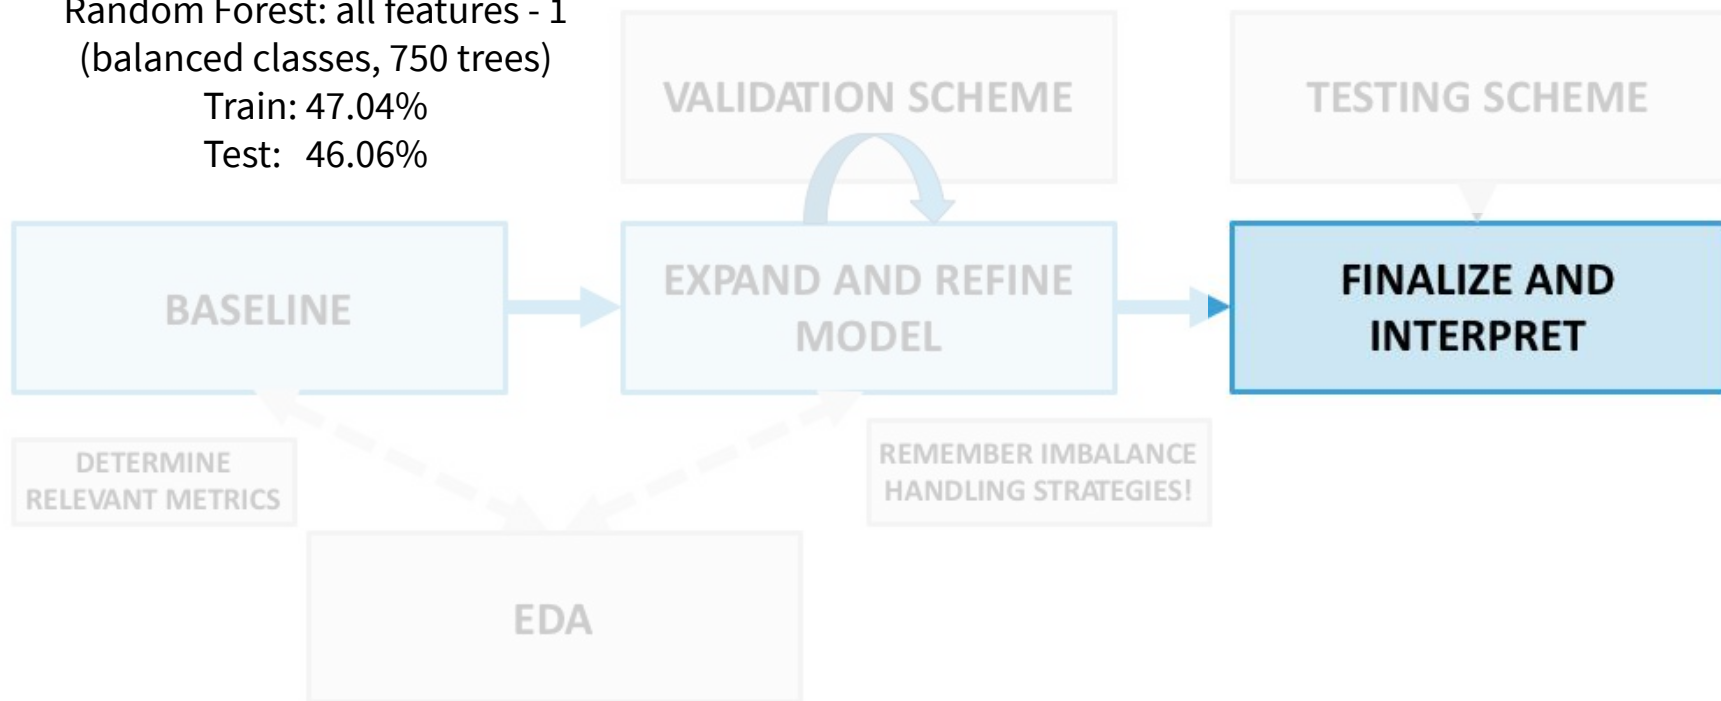 Random Forest: all features - 1
(balanced classes, 750 trees)
Train: 47.04%
Test: 46.06%
VALIDATION SCHEME
TESTING SCHEME
BASELINE
EXPAND AND REFINE
MODEL
FINALIZE AND
INTERPRET
DETERMINE
RELEVANT METRICS
REMEMBER IMBALANCE
HANDLING STRATEGIES!
EDA